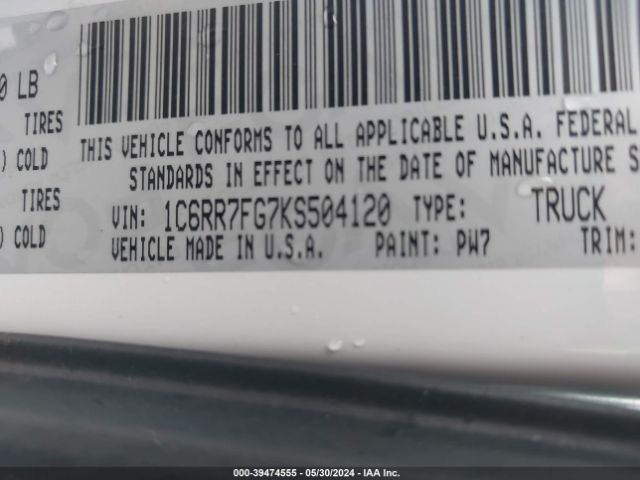 0 LB
TIRES
) COLD
TIRES
) COLD
THIS VEHICLE CONFORMS TO ALL APPLICABLE U.S.A. FEDERAL
STANDARDS IN EFFECT ON THE DATE OF MANUFACTURE S
VIN: 1C6RR7FG7KS504120 TYPE: TRUCK
VEHICLE MADE IN U.S.A. PAINT: PW7 TRIM:
000-39474555 - 05/30/2024 - IAA Inc.